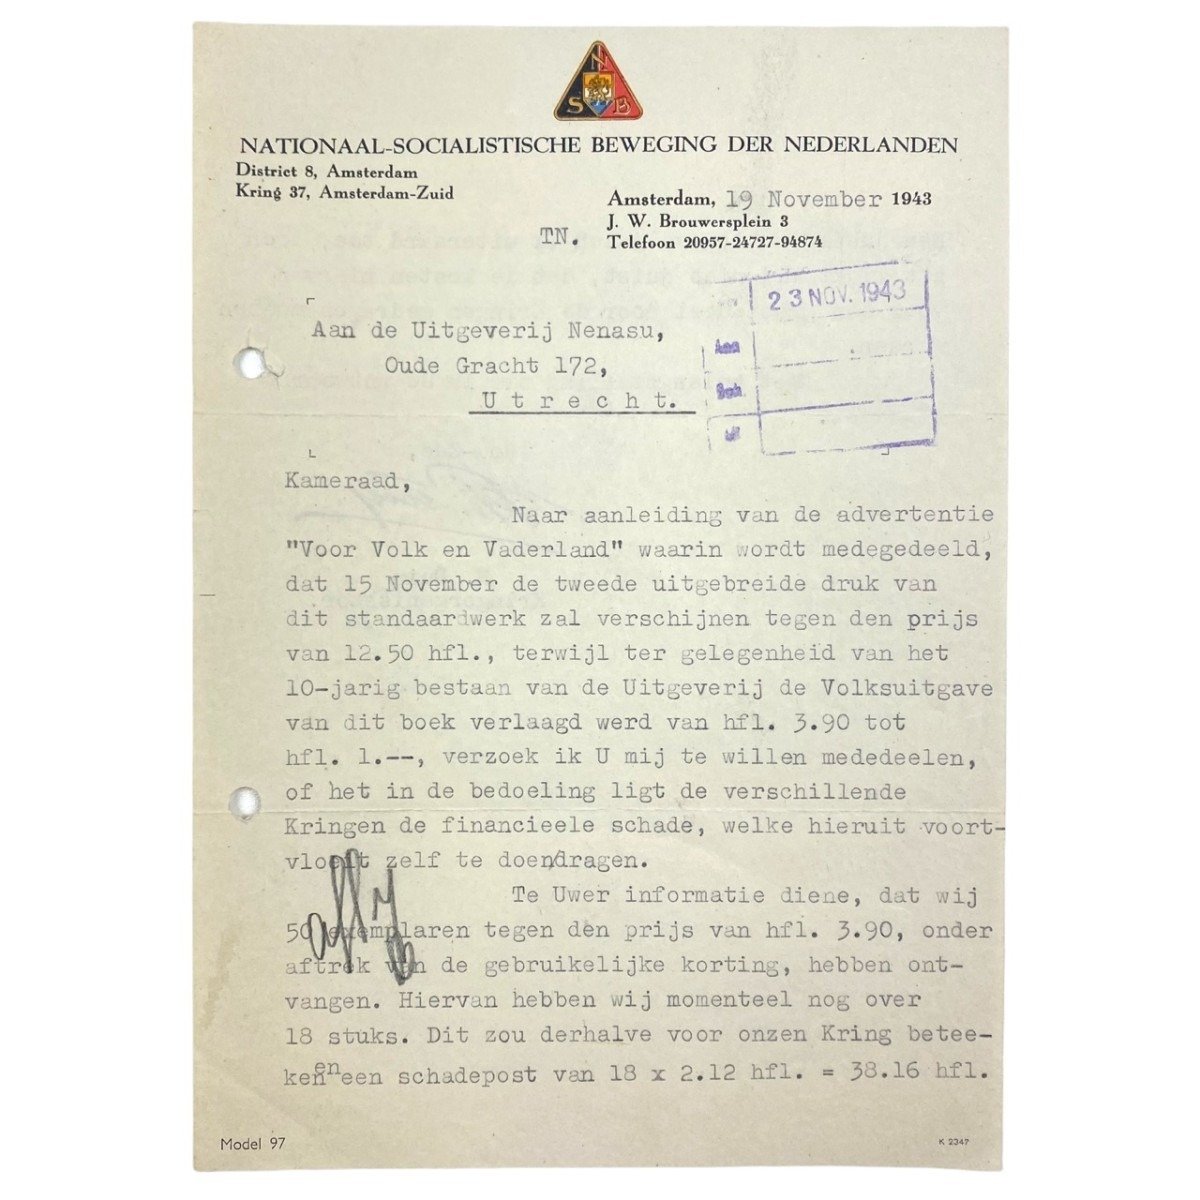 N
S B
NATIONAAL-SOCIALISTISCHE BEWEGING DER NEDERLANDEN
District 8, Amsterdam
Kring 37, Amsterdam-Zuid
Amsterdam, 19 November 1943
J. W. Brouwersplein 3
TN.
Telefoon 20957-24727-94874
23 NOV. 1943
Aan
Aan de Uitgeverij Nenasu,
Oude Gracht 172,
Utrecht.
Kameraad,
Naar aanleiding van de advertentie
"Voor Volk en Vaderland" waarin wordt medegedeeld,
dat 15 November de tweede uitgebreide druk van
dit standaardwerk zal verschijnen tegen den prijs
van 12.50 hfl., terwijl ter gelegenheid van het
10-jarig bestaan van de Uitgeverij de Volksuitgave
van dit boek verlaagd werd van hfl. 3.90 tot
hfl. 1.--, verzoek ik U mij te willen mededeelen,
of het in de bedoeling ligt de verschillende
Kringen de financieele schade, welke hieruit voort-
vloeit zelf te doen/dragen.
Te Uwer informatie diene, dat wij
50 exemplaren tegen den prijs van hfl. 3.90, onder
aftrek van de gebruikelijke korting, hebben ont-
vangen. Hiervan hebben wij momenteel nog over
18 stuks. Dit zou derhalve voor onzen Kring betee-
kenen een schadepost van 18 x 2.12 hfl. = 38.16 hfl.
Model 97
K 2347